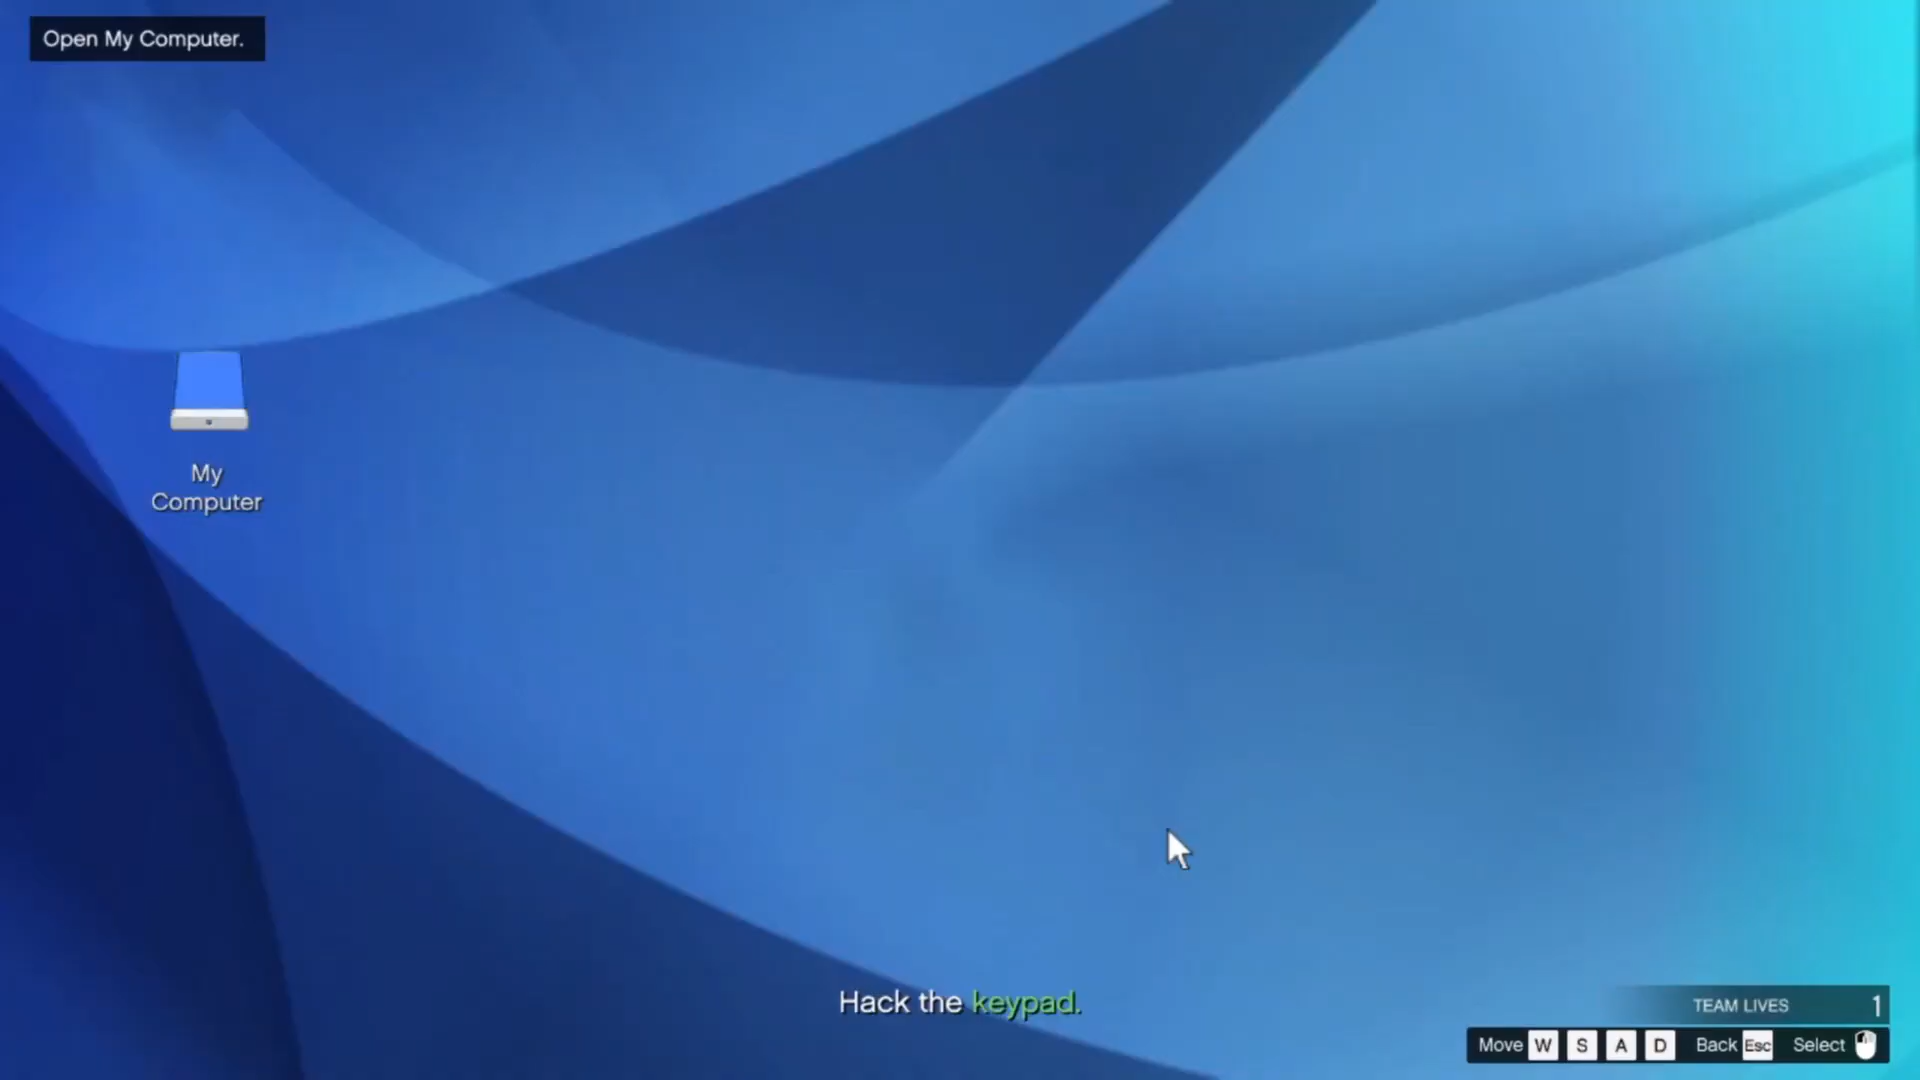 Open My Computer.
My
Computer
Hack the keypad.
TEAM LIVES 1
Move W S A D Back Esc Select